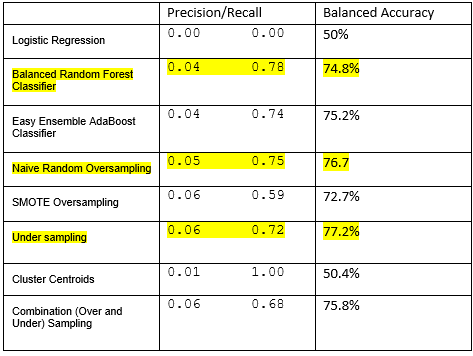 Precision/Recall Balanced Accuracy
Logistic Regression 0.00 0.00 50%
Balanced Random Forest 0.04 0.78 74.8%
Classifier
Easy Ensemble AdaBoost 0.04 0.74 75.2%
Classifier
Naive Random Oversampling 0.05 0.75 76.7
SMOTE Oversampling 0.06 0.59 72.7%
Under sampling 0.06 0.72 77.2%
Cluster Centroids 0.01 1.00 50.4%
Combination (Over and 0.06 0.68 75.8%
Under) Sampling